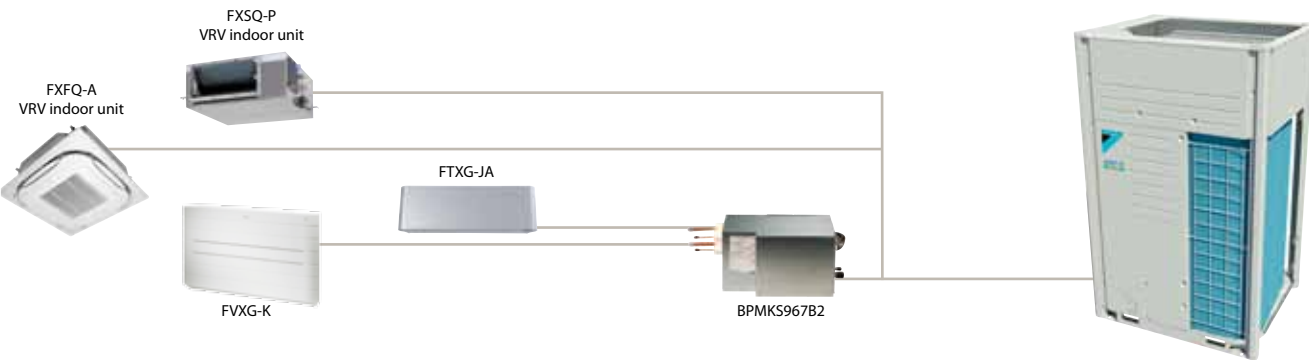 FXSQ-P
VRV indoor unit
FXFQ-A
VRV indoor unit
FTXG-JA
FVXG-K
BPMKS967B2